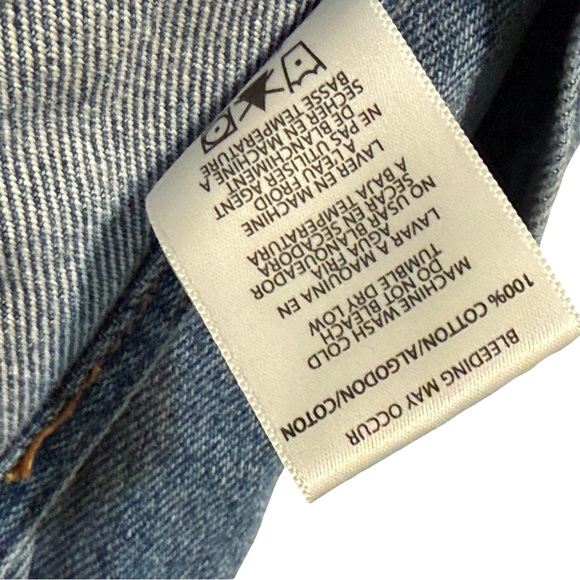 BLEEDING MAY OCCUR
100% COTTON/ALGODON/COTON
MACHINE WASH COLD
DO NOT BLEACH
TUMBLE DRY LOW
LAVAR A MAQUINA EN
AGUA FRIA
NO USAR BLANQUEADOR
SECAR EN SECADORA
A BAJA TEMPERATURA
LAVER EN MACHINE
A L'EAU FROID
NE PAS UTILISER AGENT
DE BLANCHIMENT
SECHER EN MACHINE A
BASSE TEMPERATURE